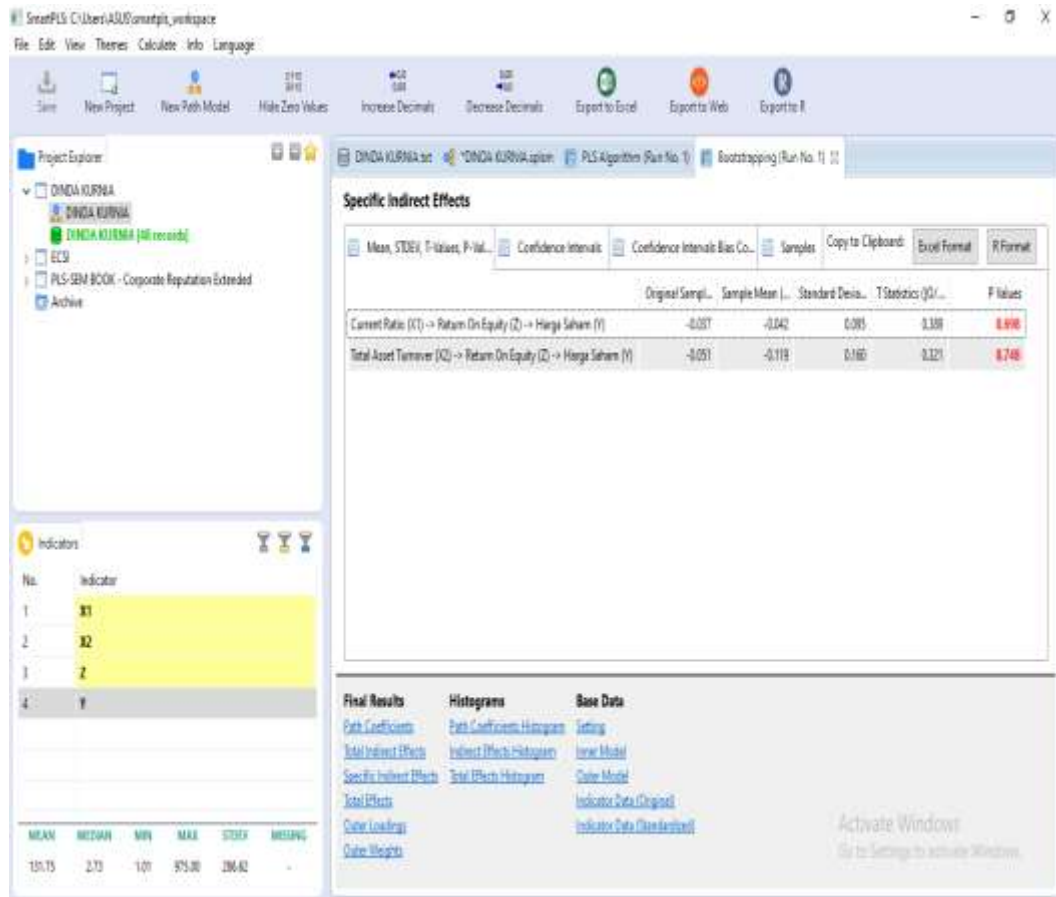 SmartPLS: C:\Users\ASUS\smartpls_workspace
File Edit View Themes Calculate Info Language
Save New Project New Path Model Hide Zero Values Increase Decimals Decrease Decimals Export to Excel Export to Web Export to R
Project Explorer
DINDA KURNIA
DINDA KURNIA
DINDA KURNIA [48 records]
ECSI
PLS-SEM BOOK - Corporate Reputation Extended
Archive
DINDA KURNIA.txt *DINDA KURNIA.splsm PLS Algorithm (Run No. 1) Bootstrapping (Run No. 1)
Specific Indirect Effects
Mean, STDEV, T-Values, P-Val... Confidence Intervals Confidence Intervals Bias Co... Samples Copy to Clipboard: Excel Format R Format
Original Sampl... Sample Mean (... Standard Devia... T Statistics (|O/... P Values
Current Ratio (X1) -> Return On Equity (Z) -> Harga Saham (Y) -0.037 -0.042 0.095 0.388 0.698
Total Asset Turnover (X2) -> Return On Equity (Z) -> Harga Saham (Y) -0.051 -0.119 0.160 0.321 0.748
Indicators
No. Indicator
1 X1
2 X2
3 Z
4 Y
MEAN MEDIAN MIN MAX STDEV MISSING
131.75 2.73 1.01 975.00 286.62 -
Final Results Histograms Base Data
Path Coefficients Path Coefficients Histogram Setting
Total Indirect Effects Indirect Effects Histogram Inner Model
Specific Indirect Effects Total Effects Histogram Outer Model
Total Effects Indicator Data (Original)
Outer Loadings Indicator Data (Standardized)
Outer Weights
Activate Windows
Go to Settings to activate Windows.